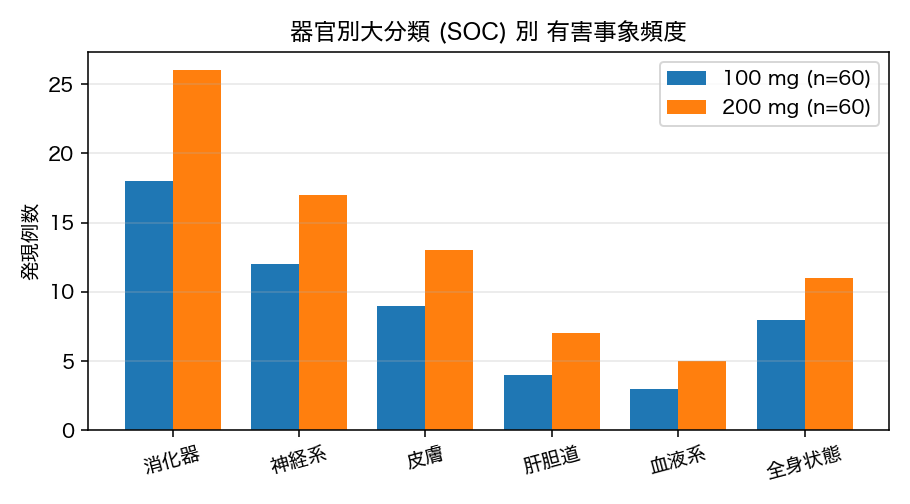 器官別大分類 (SOC) 別 有害事象頻度
100 mg (n=60)
200 mg (n=60)
発現例数
25
20
15
10
5
0
消化器
神経系
皮膚
肝胆道
血液系
全身状態